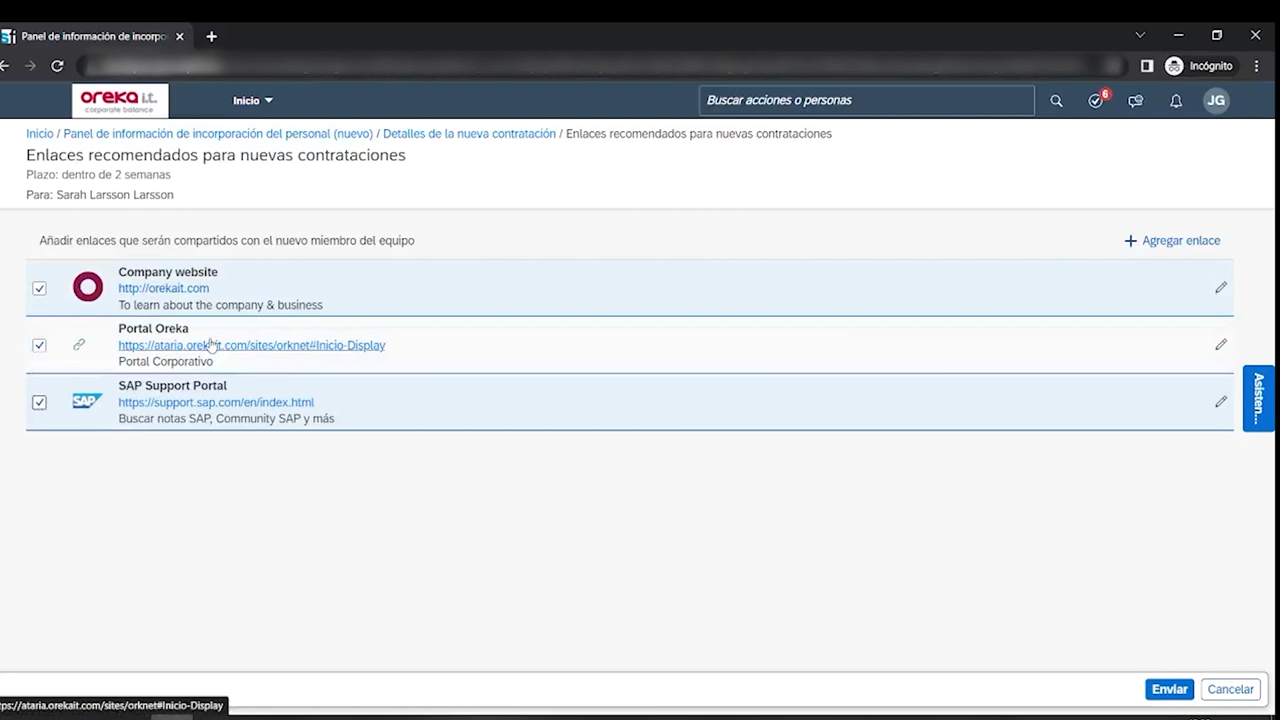 Panel de información de incorpo
Incógnito
oreka i.t.
corporate balance
Inicio
Buscar acciones o personas
6
JG
Inicio / Panel de información de incorporación del personal (nuevo) / Detalles de la nueva contratación / Enlaces recomendados para nuevas contrataciones
Enlaces recomendados para nuevas contrataciones
Plazo: dentro de 2 semanas
Para: Sarah Larsson Larsson
Añadir enlaces que serán compartidos con el nuevo miembro del equipo
Agregar enlace
Company website
http://orekait.com
To learn about the company & business
Portal Oreka
https://ataria.orekait.com/sites/orknet#Inicio-Display
Portal Corporativo
SAP
SAP Support Portal
https://support.sap.com/en/index.html
Buscar notas SAP, Community SAP y más
Asisten...
Enviar
Cancelar
ps://ataria.orekait.com/sites/orknet#Inicio-Display